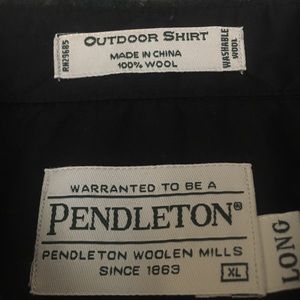 RN29685
OUTDOOR SHIRT
MADE IN CHINA
100% WOOL
WASHABLE
WOOL
WARRANTED TO BE A
PENDLETON®
PENDLETON WOOLEN MILLS
SINCE 1863
XL
LONG